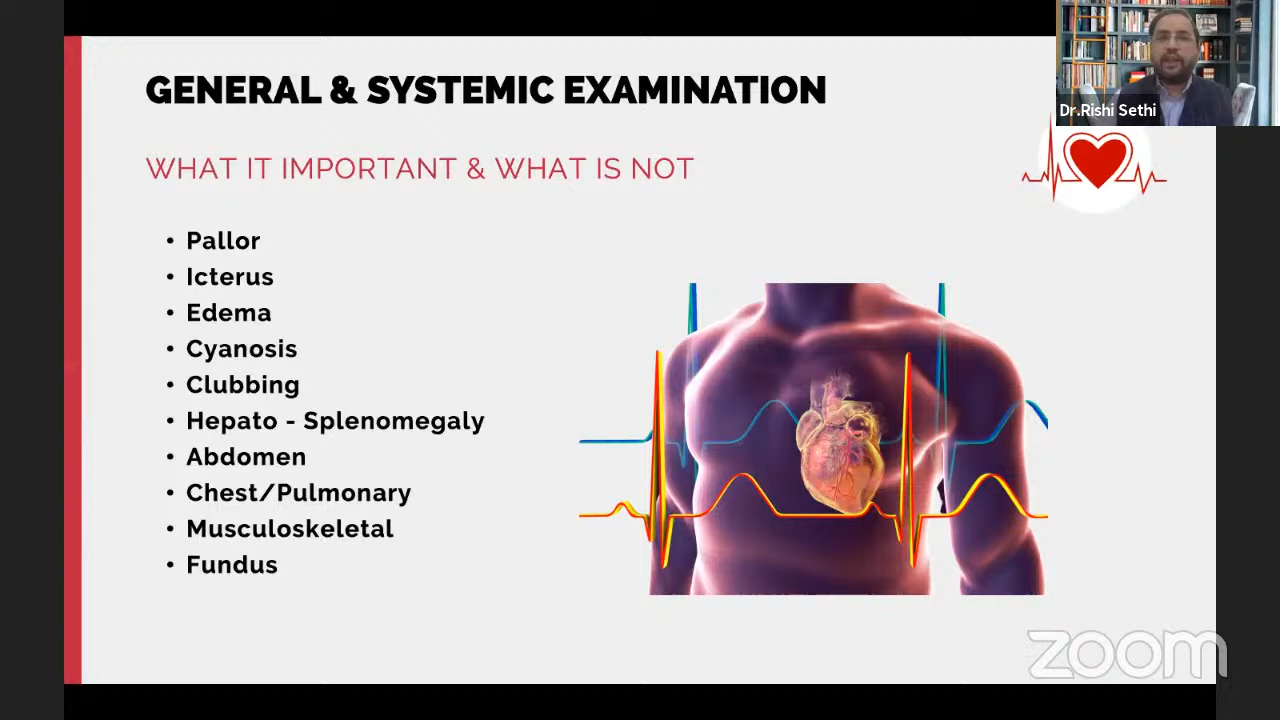 GENERAL & SYSTEMIC EXAMINATION
Dr.Rishi Sethi
WHAT IT IMPORTANT & WHAT IS NOT
• Pallor
• Icterus
• Edema
• Cyanosis
• Clubbing
• Hepato - Splenomegaly
• Abdomen
• Chest/Pulmonary
• Musculoskeletal
• Fundus
zoom